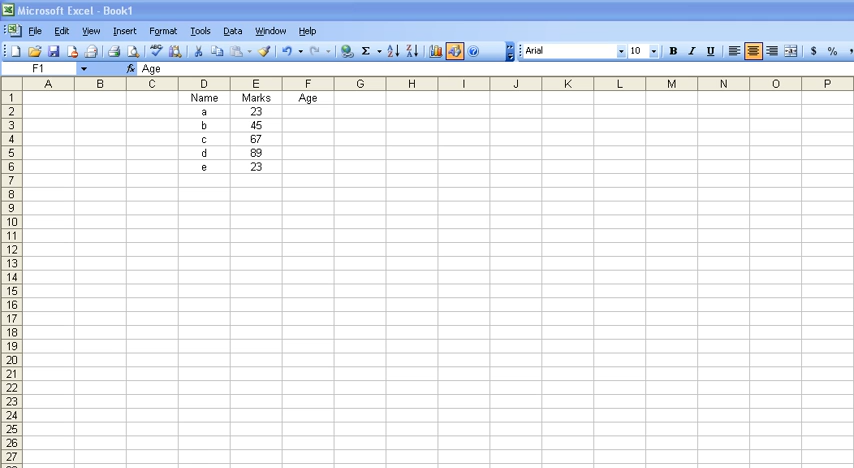 Microsoft Excel - Book1
File Edit View Insert Format Tools Data Window Help
Arial 10 B I U $ % ,
F1 fx Age
A B C D E F G H I J K L M N O P
1 Name Marks Age
2 a 23
3 b 45
4 c 67
5 d 89
6 e 23
7
8
9
10
11
12
13
14
15
16
17
18
19
20
21
22
23
24
25
26
27